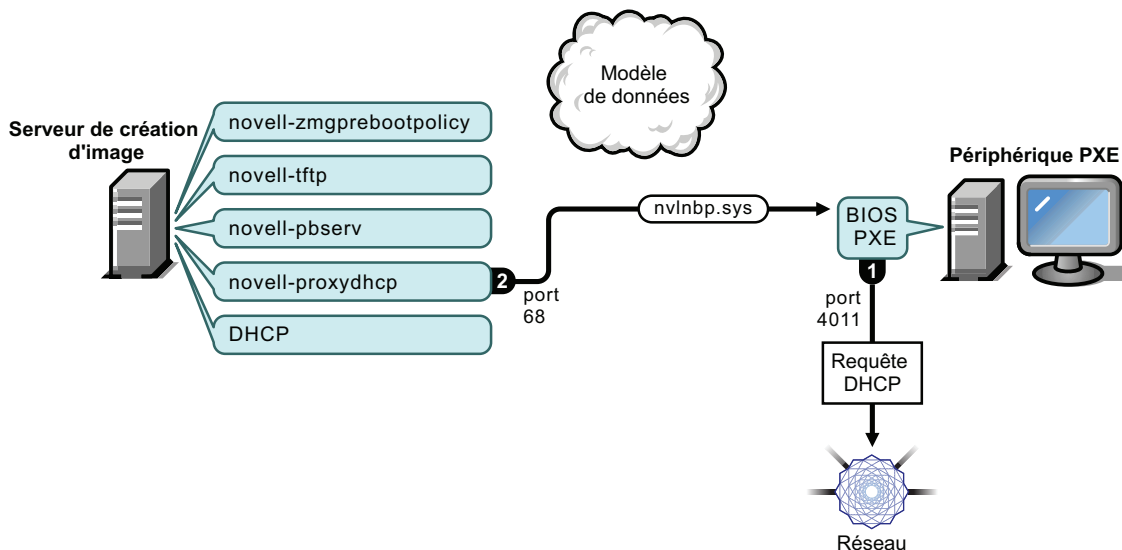 Modèle
de données
Serveur de création
d'image
novell-zmgprebootpolicy
novell-tftp
novell-pbserv
novell-proxydhcp
DHCP
2
port
68
nvlnbp.sys
BIOS
PXE
Périphérique PXE
1
port
4011
Requête
DHCP
Réseau